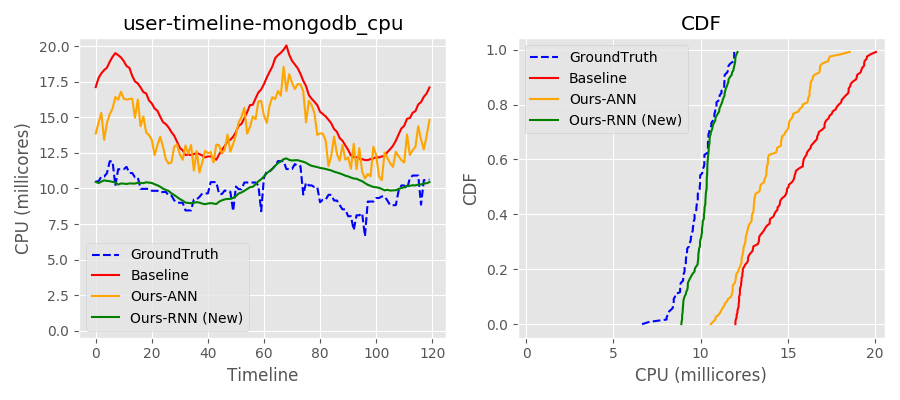 user-timeline-mongodb_cpu
CPU (millicores)
20.0
17.5
15.0
12.5
10.0
7.5
5.0
2.5
0.0
GroundTruth
Baseline
Ours-ANN
Ours-RNN (New)
0 20 40 60 80 100 120
Timeline
CDF
CDF
1.0
0.8
0.6
0.4
0.2
0.0
GroundTruth
Baseline
Ours-ANN
Ours-RNN (New)
0 5 10 15 20
CPU (millicores)